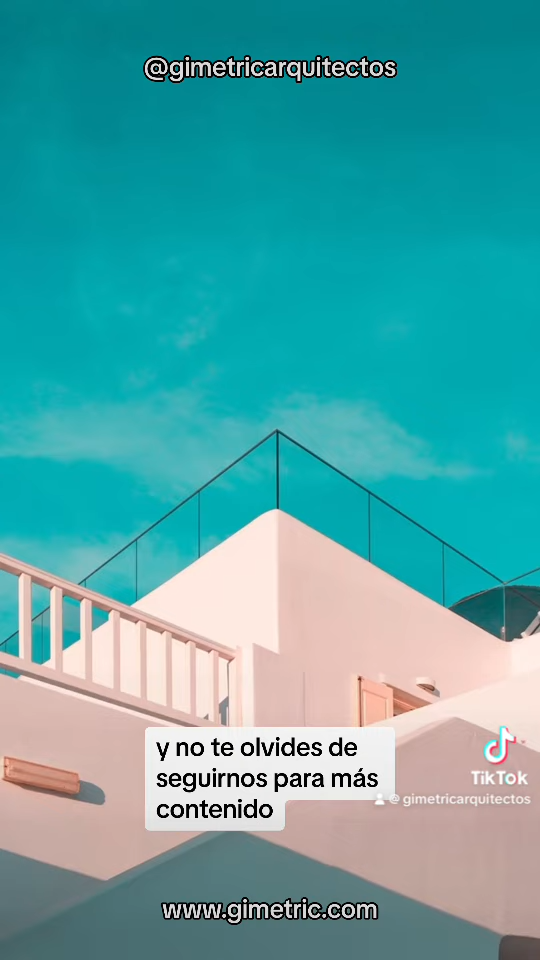 @gimetricarquitectos
y no te olvides de
seguirnos para más
contenido
TikTok
@gimetricarquitectos
www.gimetric.com